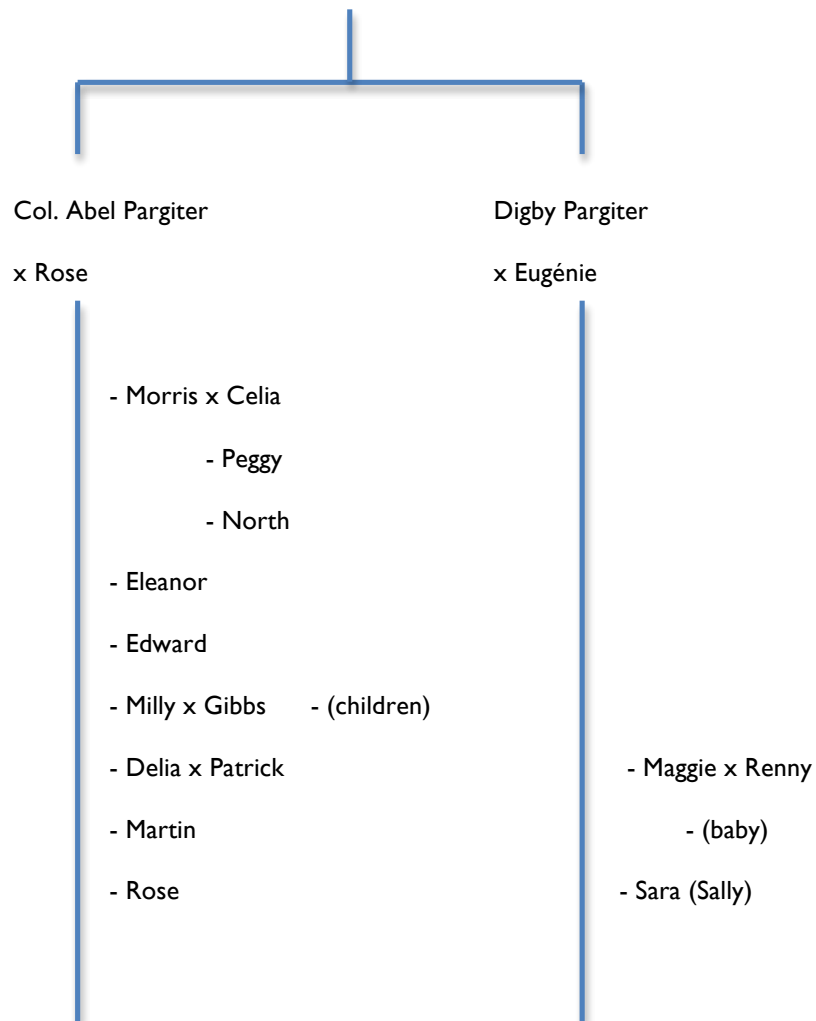 Col. Abel Pargiter Digby Pargiter
x Rose x Eugénie
- Morris x Celia
- Peggy
- North
- Eleanor
- Edward
- Milly x Gibbs - (children)
- Delia x Patrick - Maggie x Renny
- Martin - (baby)
- Rose - Sara (Sally)